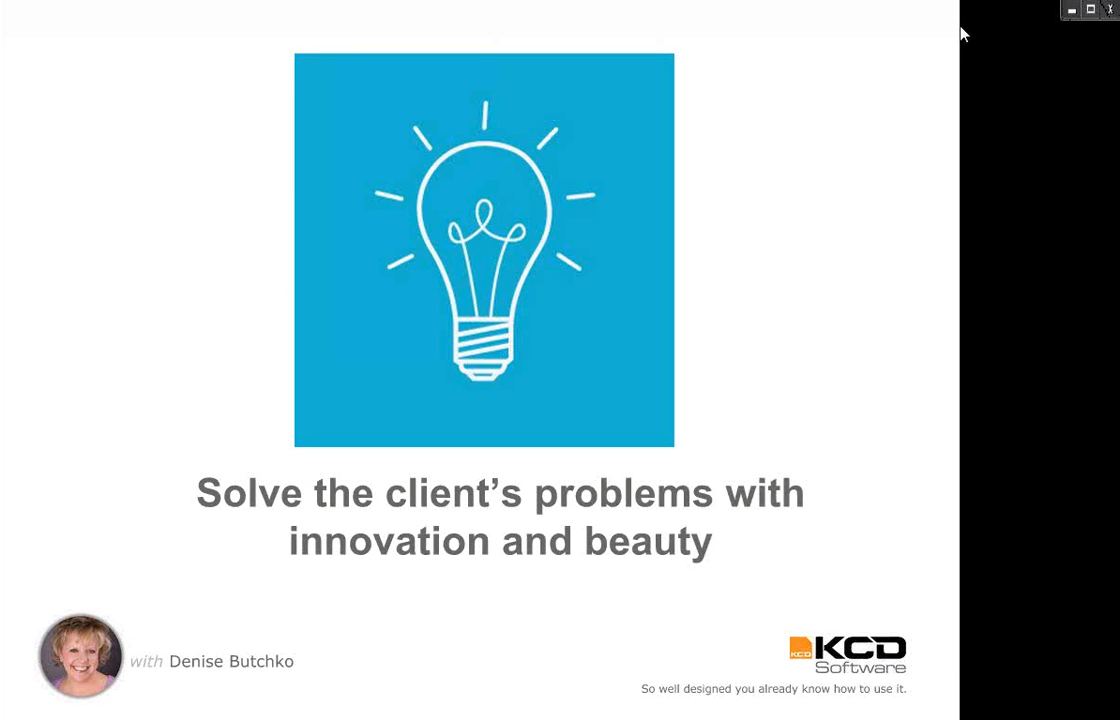 Solve the client's problems with
innovation and beauty
with Denise Butchko
KCD
KCD
Software
So well designed you already know how to use it.